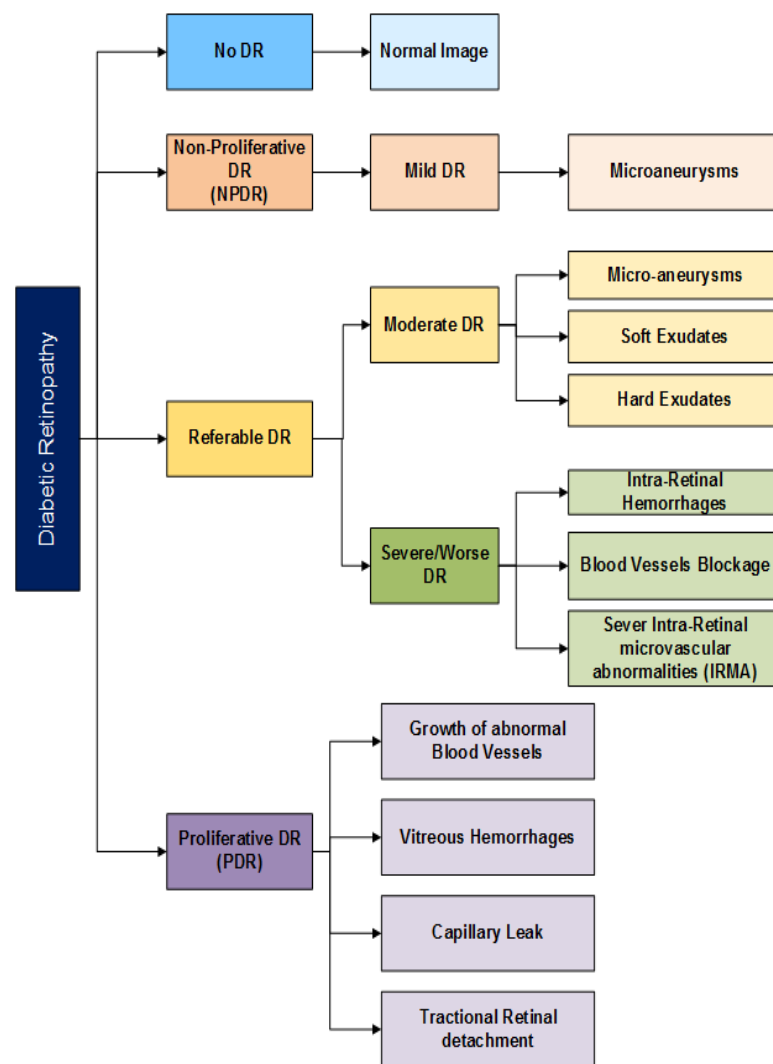 Diabetic Retinopathy
No DR
Normal Image
Non-Proliferative
DR
(NPDR)
Mild DR
Microaneurysms
Referable DR
Moderate DR
Micro-aneurysms
Soft Exudates
Hard Exudates
Severe/Worse
DR
Intra-Retinal
Hemorrhages
Blood Vessels Blockage
Sever Intra-Retinal
microvascular
abnormalities (IRMA)
Proliferative DR
(PDR)
Growth of abnormal
Blood Vessels
Vitreous Hemorrhages
Capillary Leak
Tractional Retinal
detachment